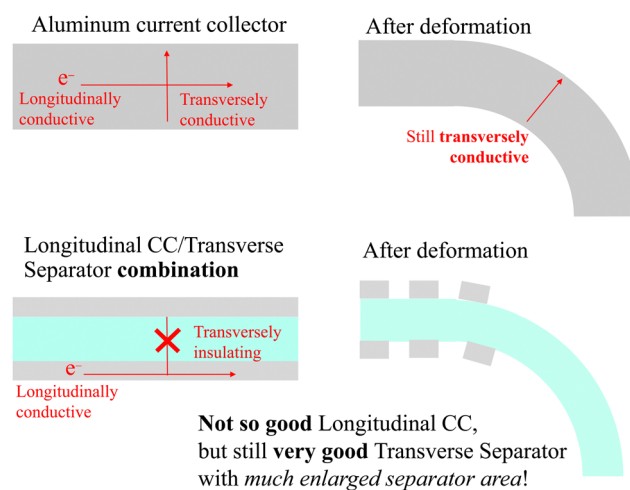 Aluminum current collector
e⁻
Longitudinally
conductive
Transversely
conductive
After deformation
Still transversely
conductive
Longitudinal CC/Transverse
Separator combination
Transversely
insulating
e⁻
Longitudinally
conductive
After deformation
Not so good Longitudinal CC,
but still very good Transverse Separator
with much enlarged separator area!